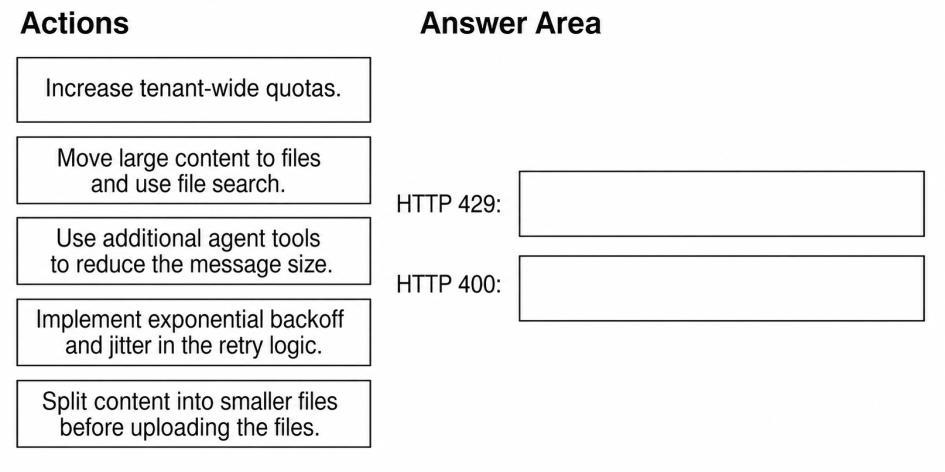 Actions
Answer Area
Increase tenant-wide quotas.
Move large content to files
and use file search.
Use additional agent tools
to reduce the message size.
Implement exponential backoff
and jitter in the retry logic.
Split content into smaller files
before uploading the files.
HTTP 429:
HTTP 400: